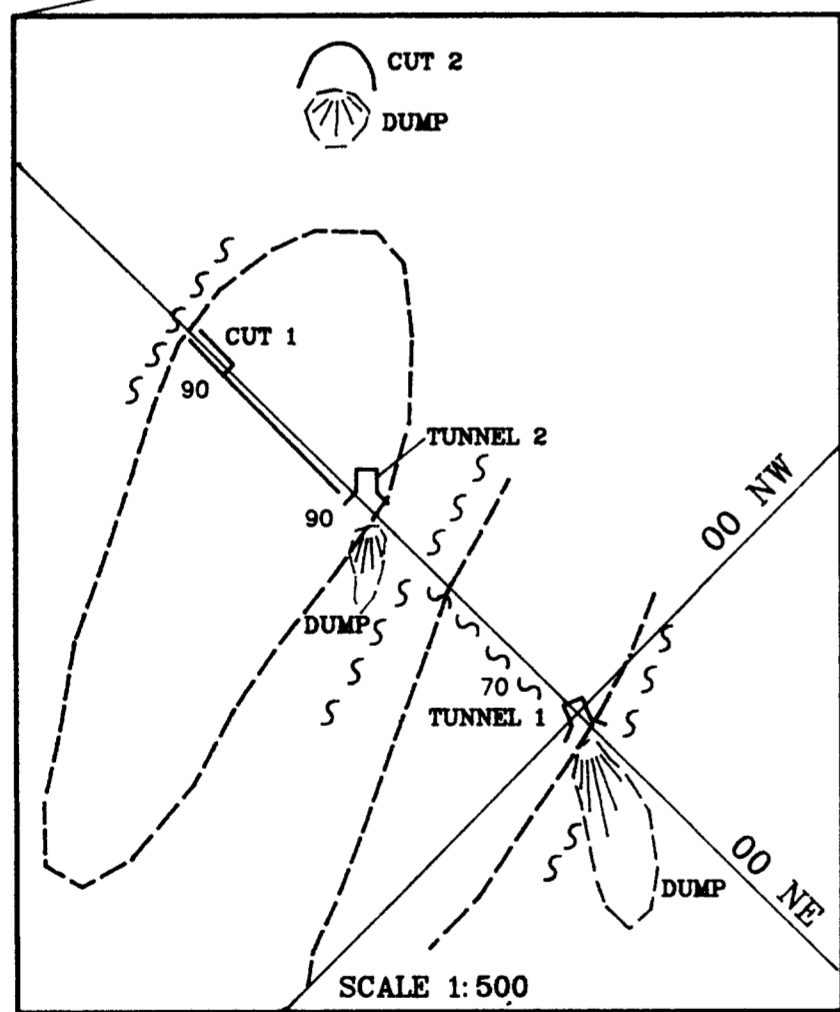 CUT 2
DUMP
CUT 1
90
TUNNEL 2
90
00 NW
DUMP
70
TUNNEL 1
00 NE
DUMP
SCALE 1:500